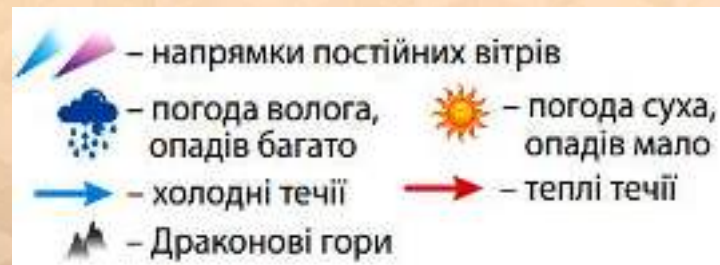 – напрямки постійних вітрів
– погода волога,
опадів багато
– погода суха,
опадів мало
– холодні течії
– теплі течії
– Драконові гори